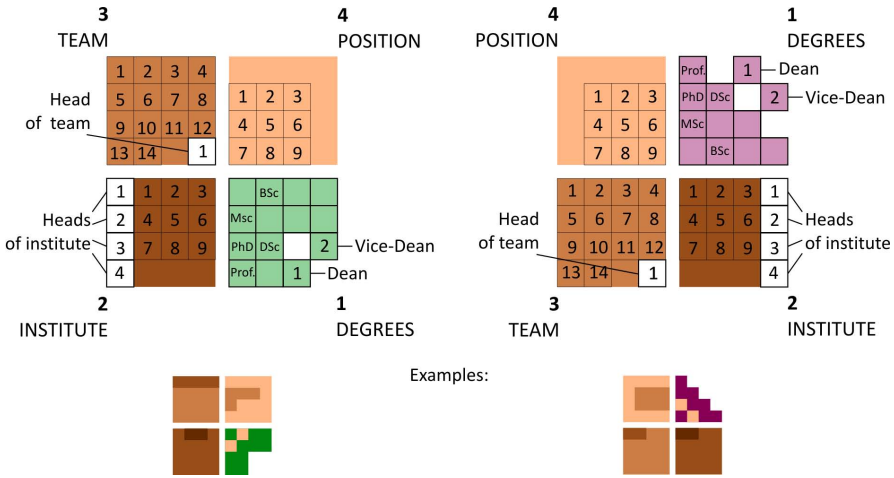 3
TEAM
4
POSITION
1 2 3 4
5 6 7 8
9 10 11 12
13 14 1
Head
of team
1 2 3
4 5 6
7 8 9
Heads
of institute
1 1 2 3
2 4 5 6
3 7 8 9
4
BSc
Msc
PhD DSc 2 Vice-Dean
Prof. 1 Dean
2
INSTITUTE
1
DEGREES
4
POSITION
1
DEGREES
1 2 3
4 5 6
7 8 9
Prof. 1 Dean
PhD DSc 2 Vice-Dean
MSc
BSc
Head
of team
1 2 3 4
5 6 7 8
9 10 11 12
13 14 1
1 2 3 1
4 5 6 2
7 8 9 3
4
Heads
of institute
3
TEAM
2
INSTITUTE
Examples: